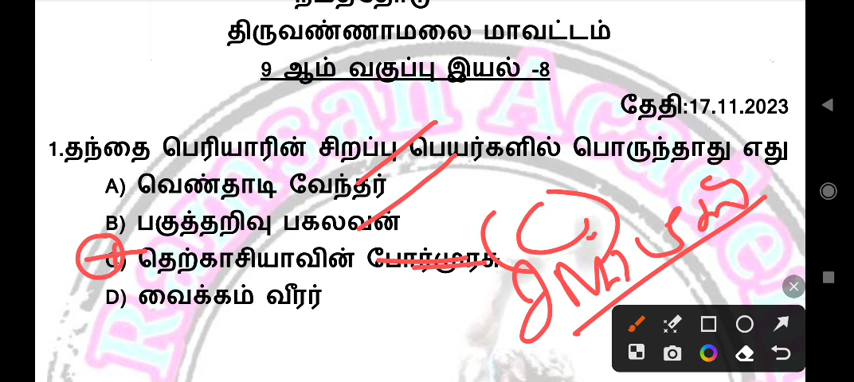 திருவண்ணாமலை மாவட்டம்
9 ஆம் வகுப்பு இயல் -8
தேதி:17.11.2023
1.தந்தை பெரியாரின் சிறப்பு பெயர்களில் பொருந்தாது எது
A) வெண்தாடி வேந்தர்
B) பகுத்தறிவு பகலவன்
C) தெற்காசியாவின் போர்முரசு
D) வைக்கம் வீரர்